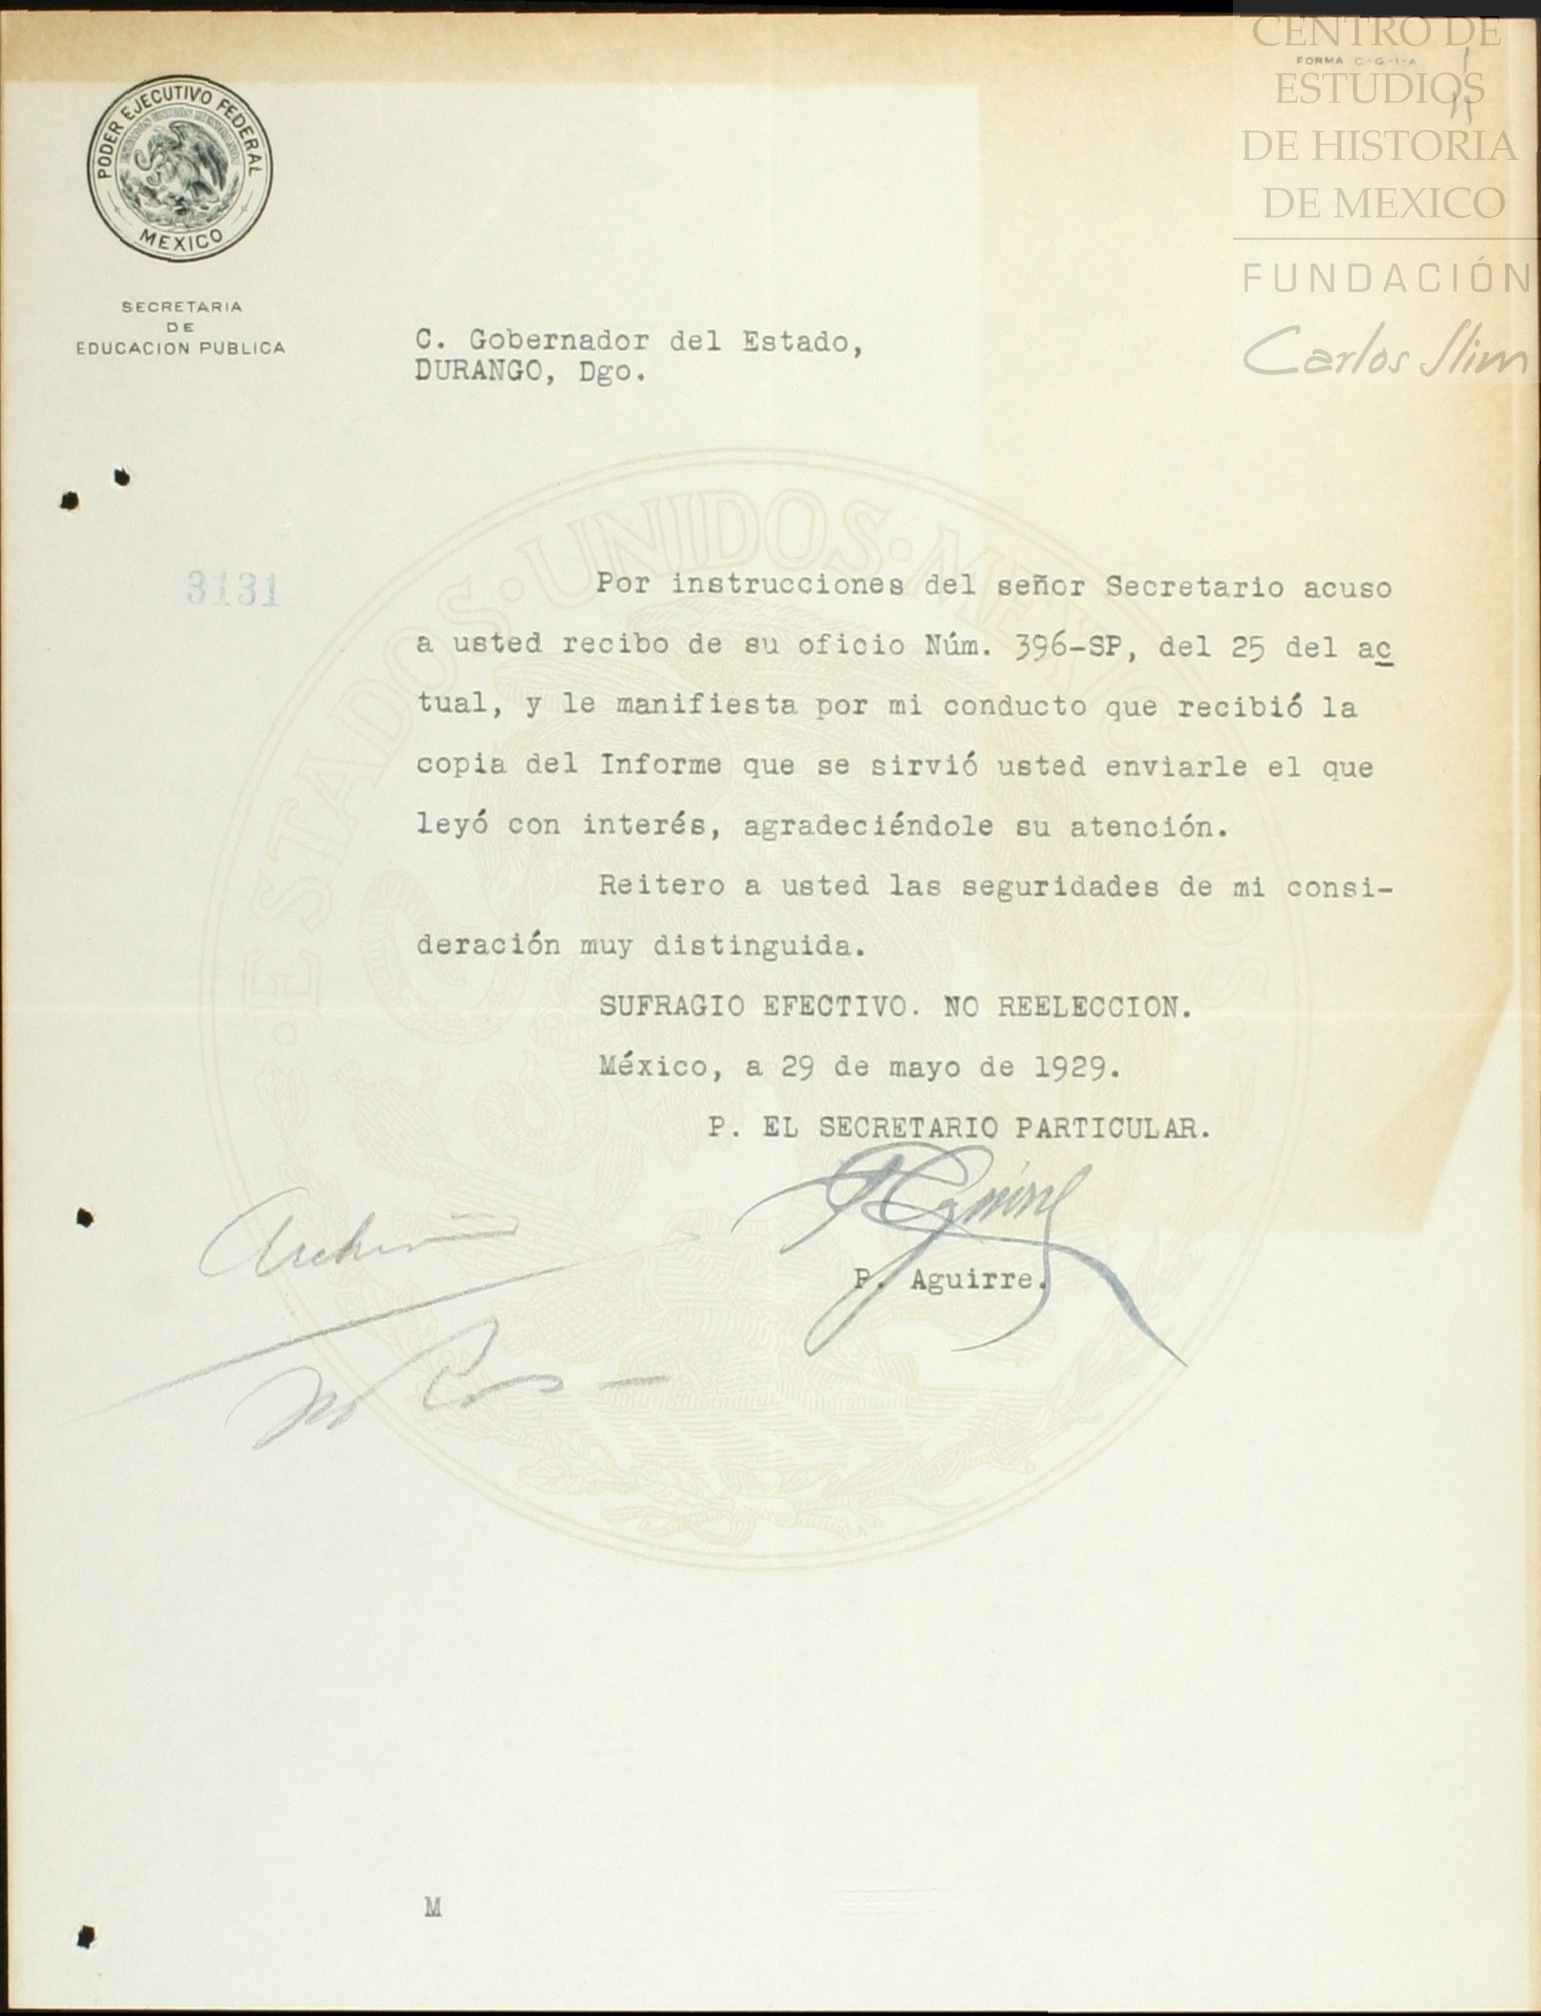 CENTRO DE
ESTUDIOS
DE HISTORIA
DE MEXICO
FUNDACIÓN
Carlos Slim
FORMA C.-G.-1-A
PODER EJECUTIVO FEDERAL
MEXICO
SECRETARIA
DE
EDUCACION PUBLICA
C. Gobernador del Estado,
DURANGO, Dgo.
ESTADOS·UNIDOS·MEXICANOS
3131
Por instrucciones del señor Secretario acuso
a usted recibo de su oficio Núm. 396-SP, del 25 del ac
tual, y le manifiesta por mi conducto que recibió la
copia del Informe que se sirvió usted enviarle el que
leyó con interés, agradeciéndole su atención.
Reitero a usted las seguridades de mi consi-
deración muy distinguida.
SUFRAGIO EFECTIVO. NO REELECCION.
México, a 29 de mayo de 1929.
P. EL SECRETARIO PARTICULAR.
Aguirre.
M